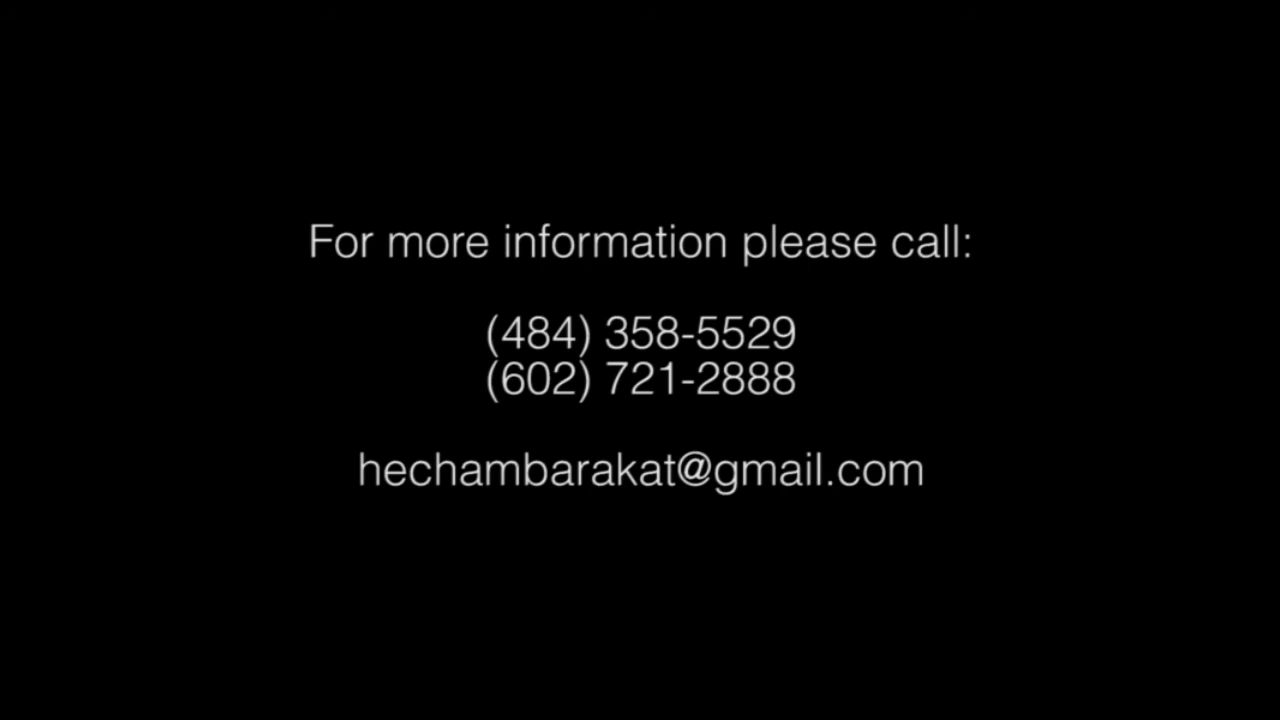 For more information please call:
(484) 358-5529
(602) 721-2888
hechambarakat@gmail.com